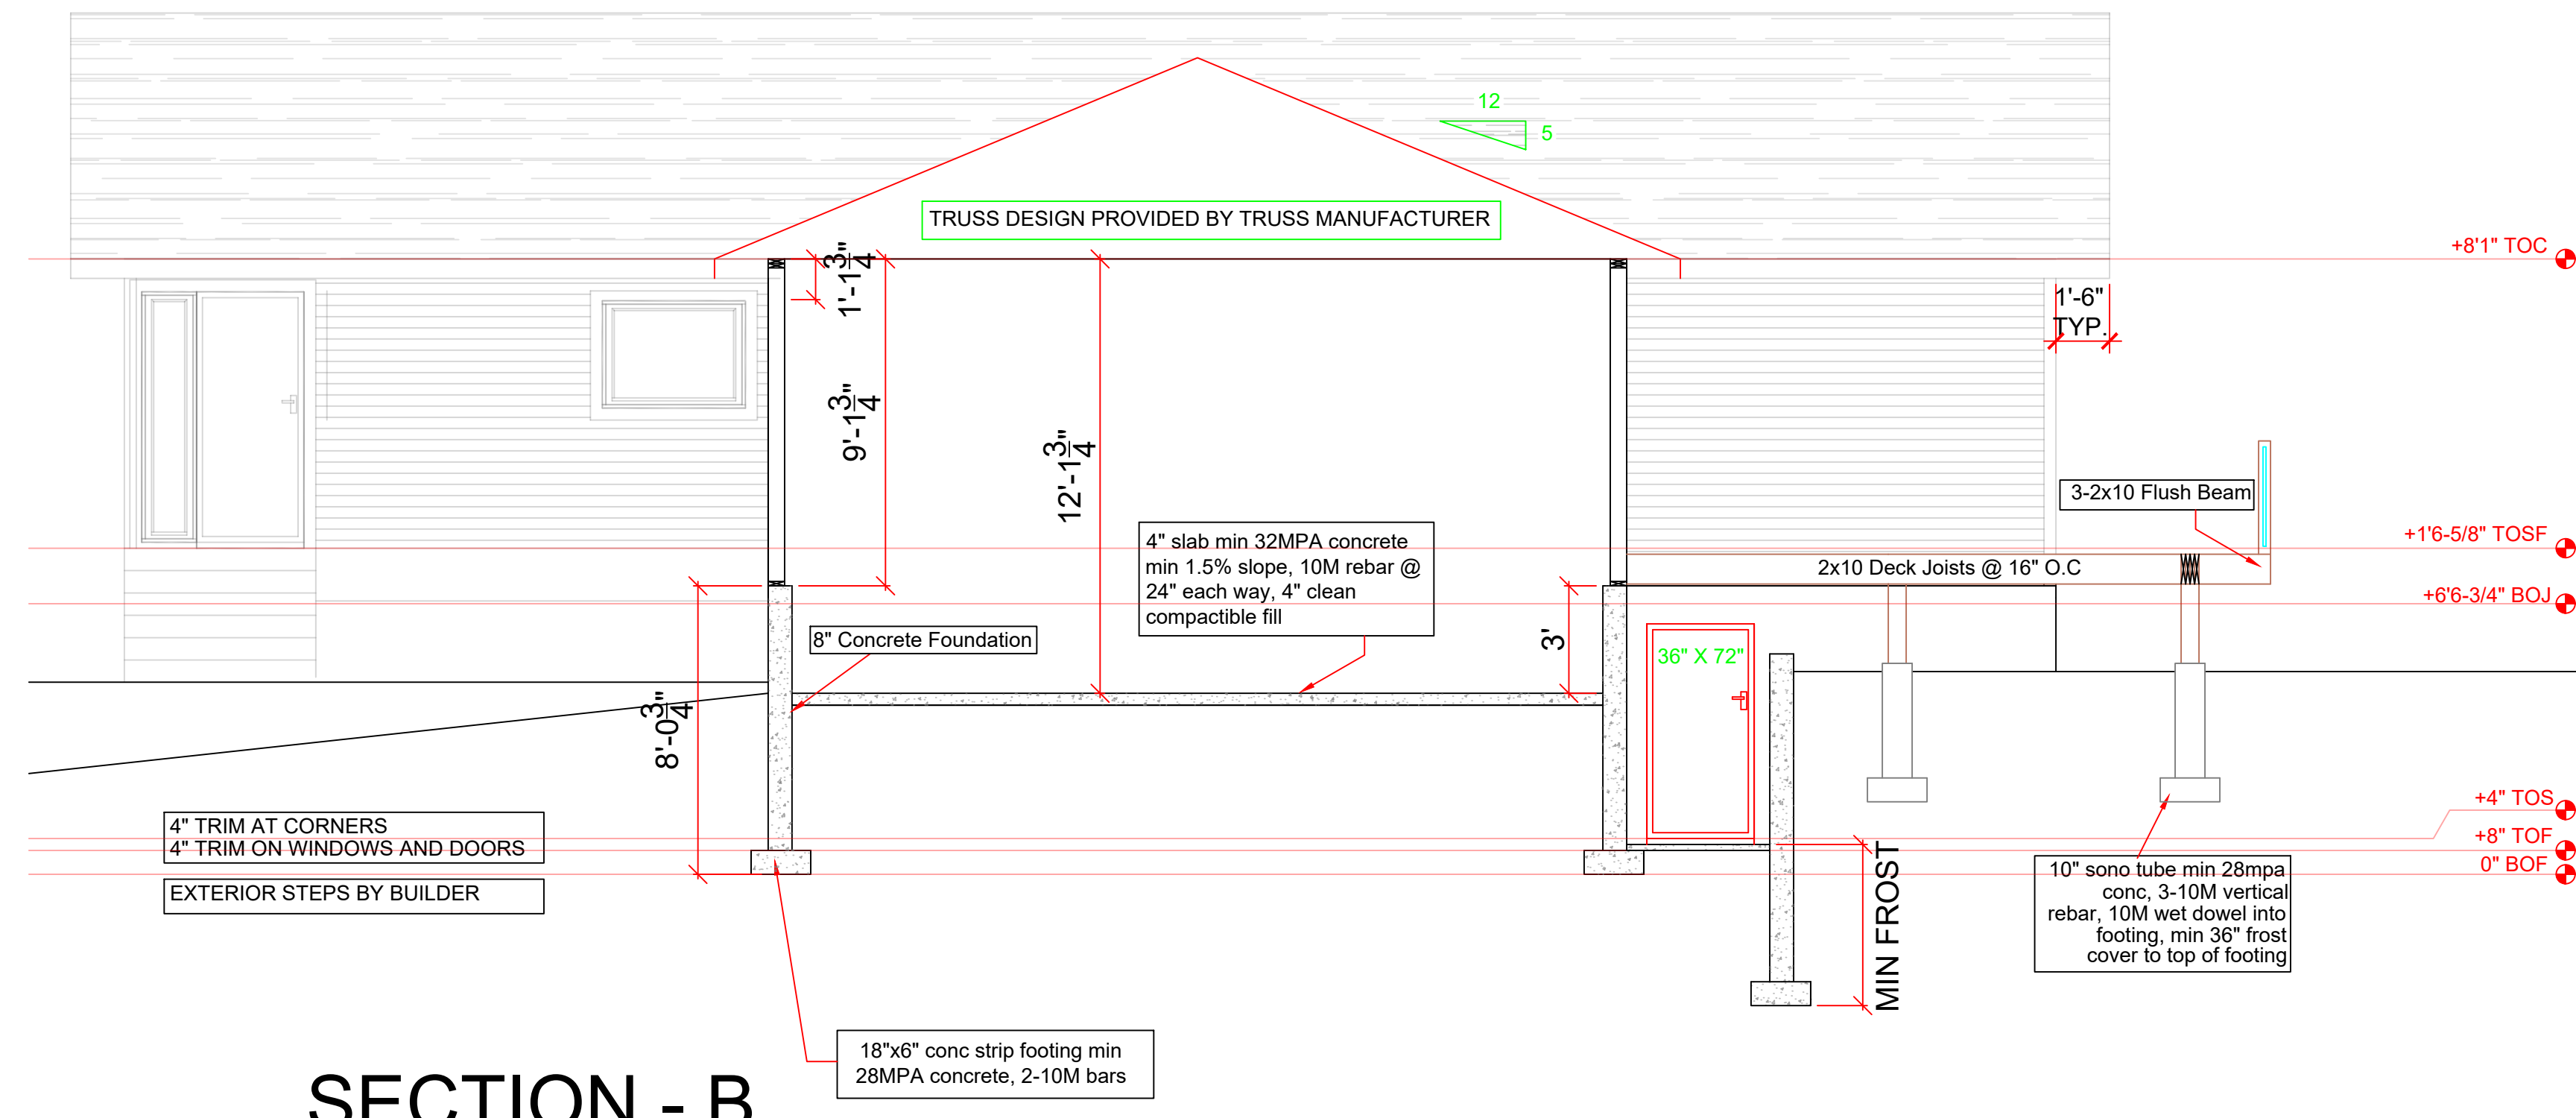 12
5
TRUSS DESIGN PROVIDED BY TRUSS MANUFACTURER
+8'1" TOC
1'-1 3/4"
1'-6"
TYP.
9'-1 3/4"
12'-1 3/4"
3-2x10 Flush Beam
+1'6-5/8" TOSF
4" slab min 32MPA concrete
min 1.5% slope, 10M rebar @
24" each way, 4" clean
compactible fill
2x10 Deck Joists @ 16" O.C
+6'6-3/4" BOJ
8" Concrete Foundation
3'
36" X 72"
8'-0 3/4"
+4" TOS
4" TRIM AT CORNERS
4" TRIM ON WINDOWS AND DOORS
+8" TOF
0" BOF
EXTERIOR STEPS BY BUILDER
MIN FROST
10" sono tube min 28mpa
conc, 3-10M vertical
rebar, 10M wet dowel into
footing, min 36" frost
cover to top of footing
18"x6" conc strip footing min
28MPA concrete, 2-10M bars
SECTION - B